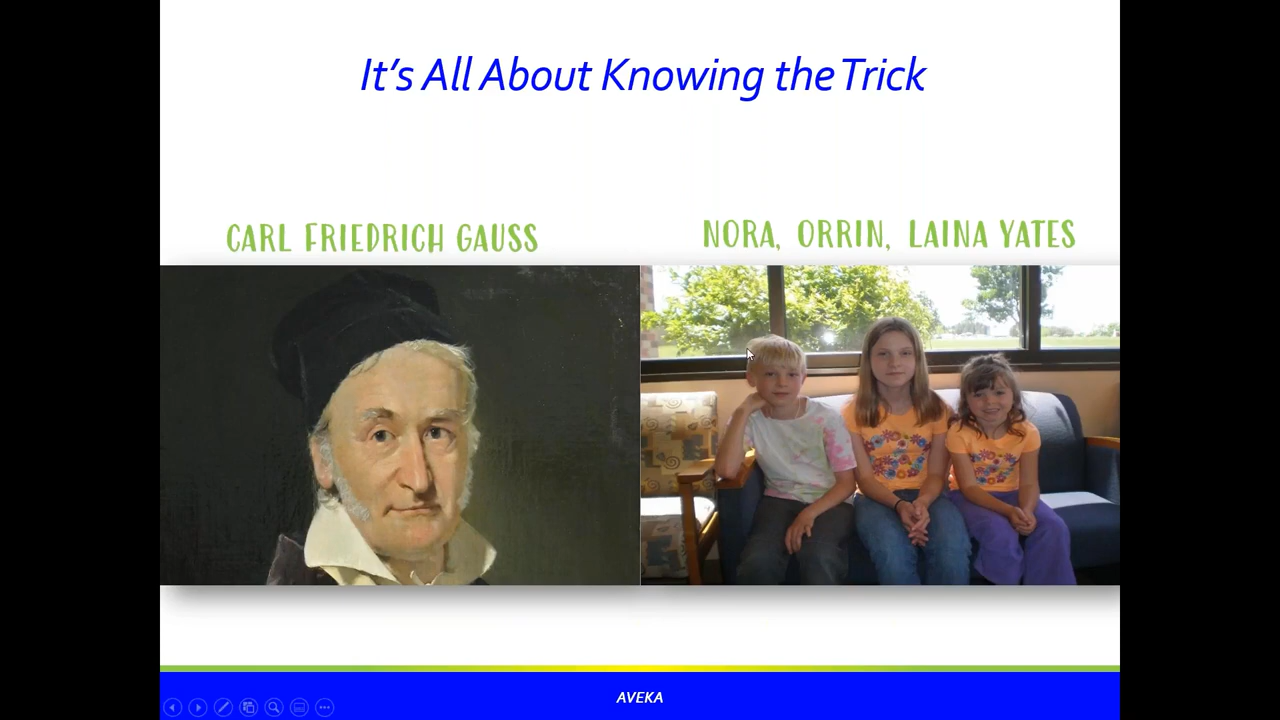 It's All About Knowing the Trick
CARL FRIEDRICH GAUSS
NORA, ORRIN, LAINA YATES
AVEKA